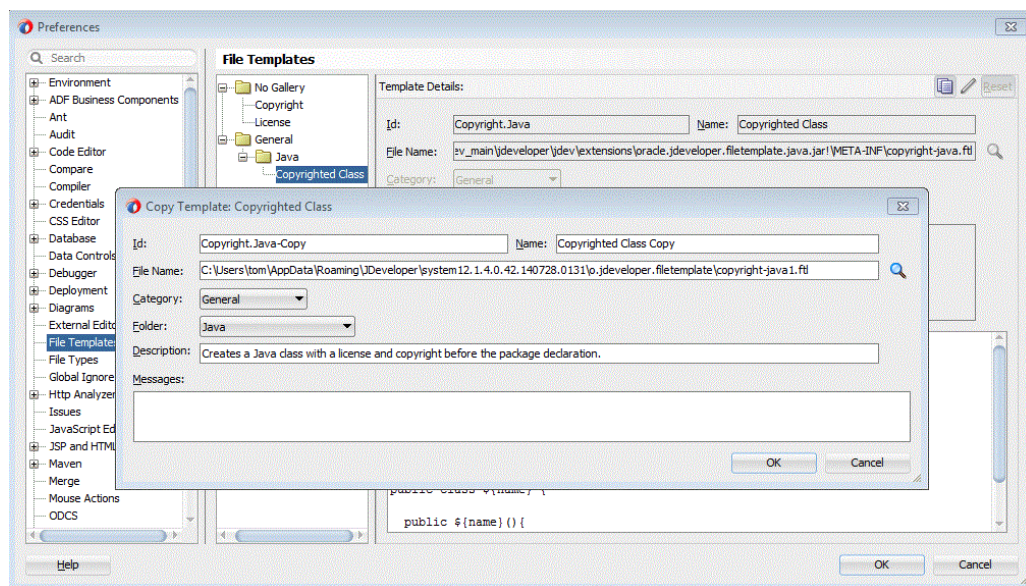 Preferences
Search
File Templates
Environment
ADF Business Components
Ant
Audit
Code Editor
Compare
Compiler
Credentials
CSS Editor
Database
Data Controls
Debugger
Deployment
Diagrams
External Edito
File Templates
File Types
Global Ignore
Http Analyzer
Issues
JavaScript Ed
JSP and HTML
Maven
Merge
Mouse Actions
ODCS
No Gallery
Copyright
License
General
Java
Copyrighted Class
Template Details:
Reset
Id: Copyright.Java Name: Copyrighted Class
File Name: ev_main\jdeveloper\jdev\extensions\oracle.jdeveloper.filetemplate.java.jar!\META-INF\copyright-java.ftl
Category: General
Copy Template: Copyrighted Class
Id: Copyright.Java-Copy Name: Copyrighted Class Copy
File Name: C:\Users\tom\AppData\Roaming\JDeveloper\system12.1.4.0.42.140728.0131\o.jdeveloper.filetemplate\copyright-java1.ftl
Category: General
Folder: Java
Description: Creates a Java class with a license and copyright before the package declaration.
Messages:
OK Cancel
public class ${name} {
public ${name}(){
Help OK Cancel